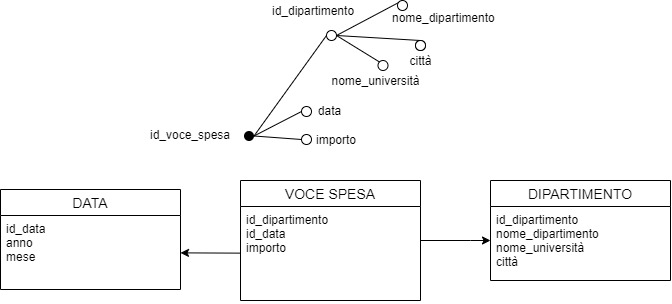 id_dipartimento
nome_dipartimento
città
nome_università
data
id_voce_spesa
importo
DATA
id_data
anno
mese
VOCE SPESA
id_dipartimento
id_data
importo
DIPARTIMENTO
id_dipartimento
nome_dipartimento
nome_università
città